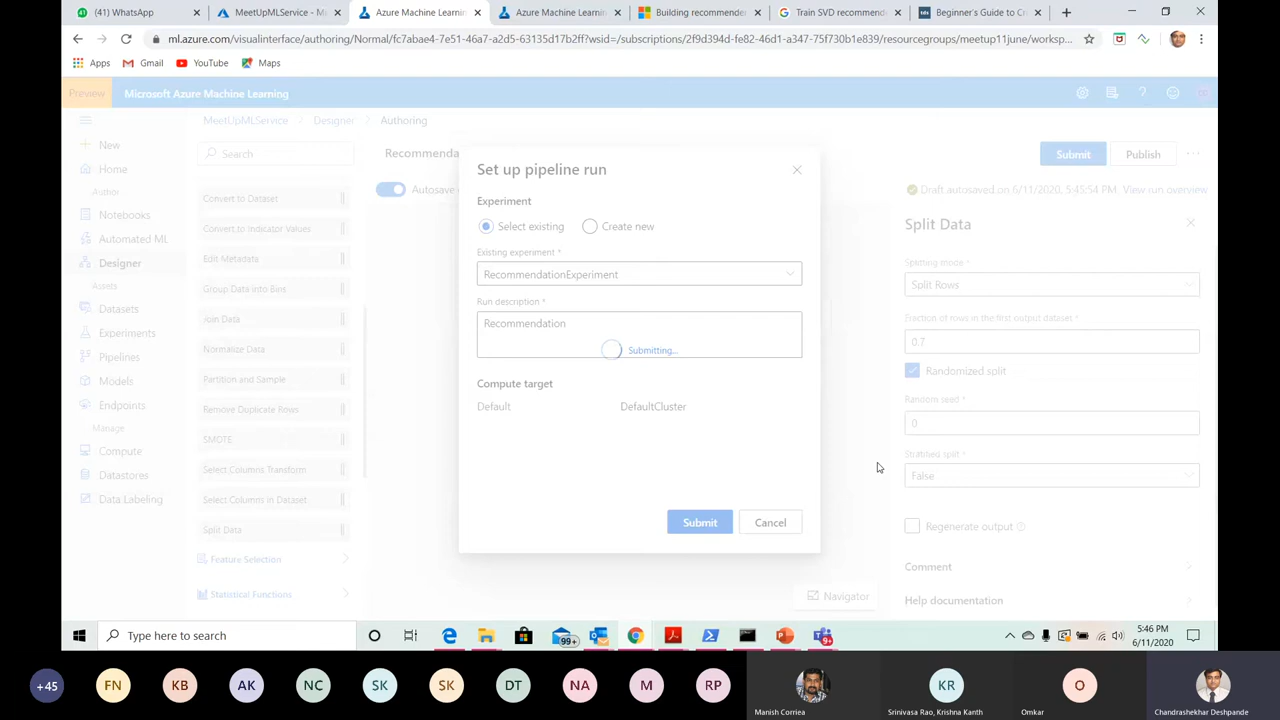 (41) WhatsApp
MeetUpMLService - M
Azure Machine Learnin
Azure Machine Learning
Building recommende
Train SVD recommend
Beginner's Guide to Cr
ml.azure.com/visualinterface/authoring/Normal/fc7abae4-7e51-46a7-a2d5-63135d17b2ff?wsid=/subscriptions/2f9d394d-fe82-46d1-a347-75f730b1e839/resourcegroups/meetup11june/worksp...
Apps
Gmail
YouTube
Maps
Preview
Microsoft Azure Machine Learning
MeetUpMLService
Designer
Authoring
New
Home
Author
Notebooks
Automated ML
Designer
Assets
Datasets
Experiments
Pipelines
Models
Endpoints
Manage
Compute
Datastores
Data Labeling
Search
Convert to Dataset
Convert to Indicator Values
Edit Metadata
Group Data into Bins
Join Data
Normalize Data
Partition and Sample
Remove Duplicate Rows
SMOTE
Select Columns Transform
Select Columns in Dataset
Split Data
Feature Selection
Statistical Functions
Recommenda
Submit
Publish
Autosave
Draft autosaved on 6/11/2020, 5:45:54 PM
View run overview
Set up pipeline run
Experiment
Select existing
Create new
Existing experiment *
RecommendationExperiment
Run description *
Recommendation
Submitting...
Compute target
Default
DefaultCluster
Submit
Cancel
Navigator
Split Data
Splitting mode *
Split Rows
Fraction of rows in the first output dataset *
0.7
Randomized split
Random seed *
0
Stratified split *
False
Regenerate output
Comment
Help documentation
Type here to search
99+
9+
5:46 PM
6/11/2020
+45
FN
KB
AK
NC
SK
SK
DT
NA
M
RP
Manish Corriea
KR
Srinivasa Rao, Krishna Kanth
O
Omkar
Chandrashekhar Deshpande